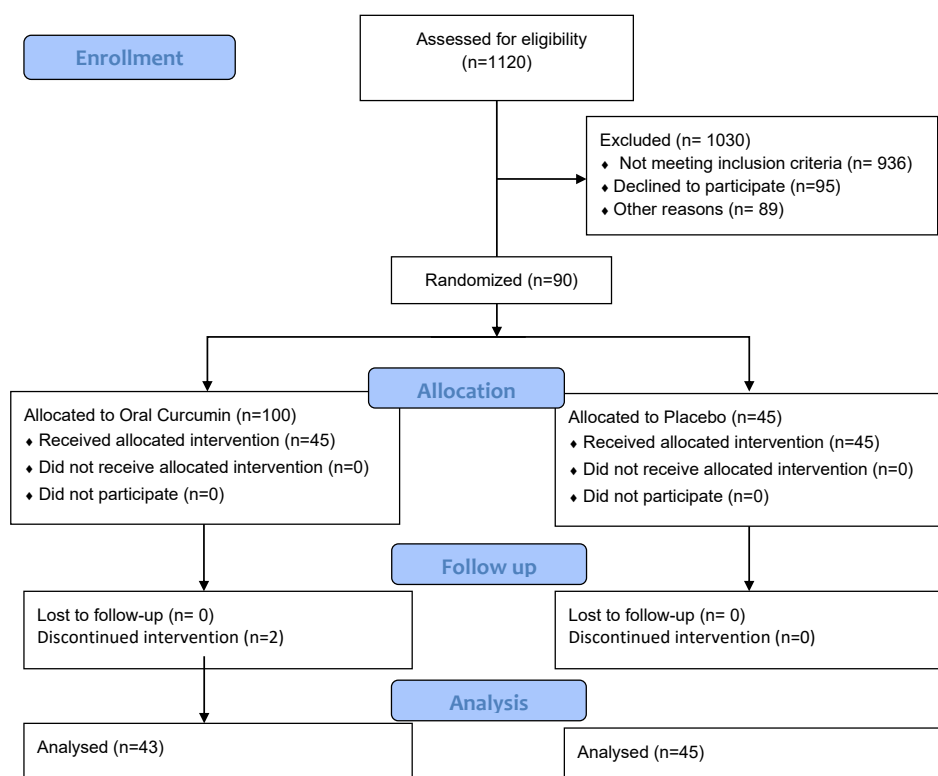 Enrollment
Assessed for eligibility
(n=1120)
Excluded (n= 1030)
♦ Not meeting inclusion criteria (n= 936)
♦ Declined to participate (n=95)
♦ Other reasons (n= 89)
Randomized (n=90)
Allocation
Allocated to Oral Curcumin (n=100)
♦ Received allocated intervention (n=45)
♦ Did not receive allocated intervention (n=0)
♦ Did not participate (n=0)
Allocated to Placebo (n=45)
♦ Received allocated intervention (n=45)
♦ Did not receive allocated intervention (n=0)
♦ Did not participate (n=0)
Follow up
Lost to follow-up (n= 0)
Discontinued intervention (n=2)
Lost to follow-up (n= 0)
Discontinued intervention (n=0)
Analysis
Analysed (n=43)
Analysed (n=45)